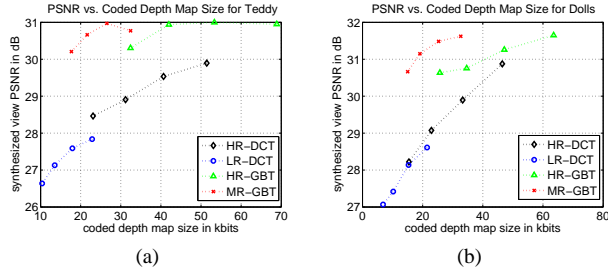 PSNR vs. Coded Depth Map Size for Teddy
31
30
29
28
27
26
10 20 30 40 50 60 70
synthesized view PSNR in dB
coded depth map size in kbits
HR-DCT
LR-DCT
HR-GBT
MR-GBT
(a)
PSNR vs. Coded Depth Map Size for Dolls
32
31
30
29
28
27
0 20 40 60 80
synthesized view PSNR in dB
coded depth map size in kbits
HR-DCT
LR-DCT
HR-GBT
MR-GBT
(b)